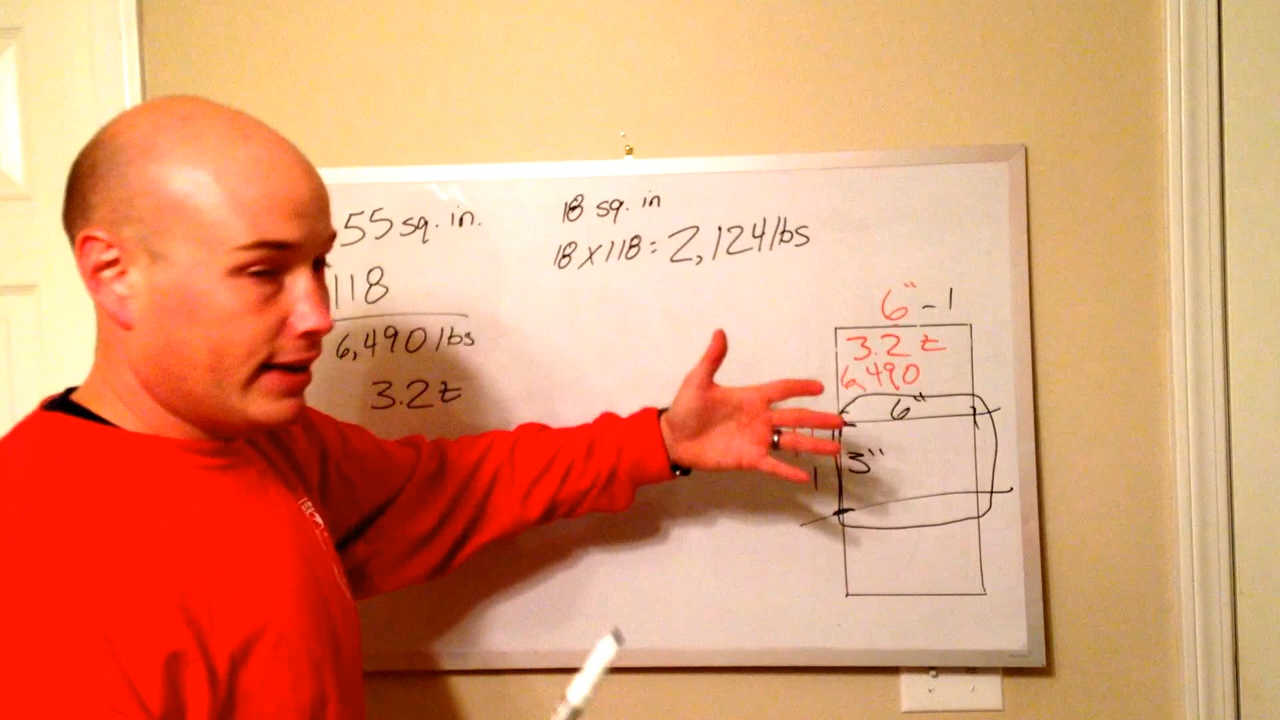 55 sq. in.
118
6,490 lbs
3.2 t
18 sq. in
18 x 118 = 2,124 lbs
6" - 1
3.2 t
6,490
6"
3"
1